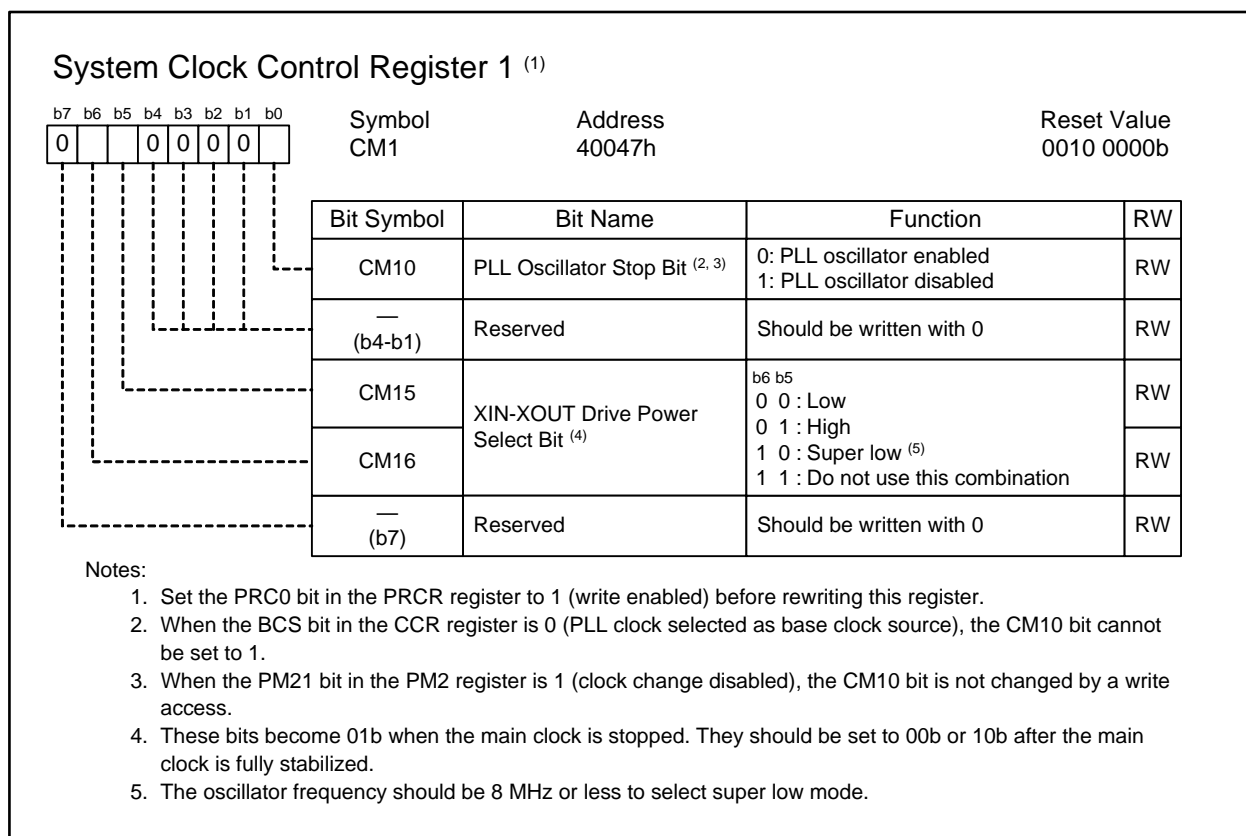 System Clock Control Register 1 (1)
b7 b6 b5 b4 b3 b2 b1 b0
0 0 0 0 0
Symbol Address Reset Value
CM1 40047h 0010 0000b
Bit Symbol Bit Name Function RW
CM10 PLL Oscillator Stop Bit (2, 3) 0: PLL oscillator enabled
1: PLL oscillator disabled RW
—
(b4-b1) Reserved Should be written with 0 RW
CM15 XIN-XOUT Drive Power
Select Bit (4)
b6 b5
0 0 : Low
0 1 : High
1 0 : Super low (5)
1 1 : Do not use this combination
RW
CM16 RW
—
(b7) Reserved Should be written with 0 RW
Notes:
1. Set the PRC0 bit in the PRCR register to 1 (write enabled) before rewriting this register.
2. When the BCS bit in the CCR register is 0 (PLL clock selected as base clock source), the CM10 bit cannot
be set to 1.
3. When the PM21 bit in the PM2 register is 1 (clock change disabled), the CM10 bit is not changed by a write
access.
4. These bits become 01b when the main clock is stopped. They should be set to 00b or 10b after the main
clock is fully stabilized.
5. The oscillator frequency should be 8 MHz or less to select super low mode.